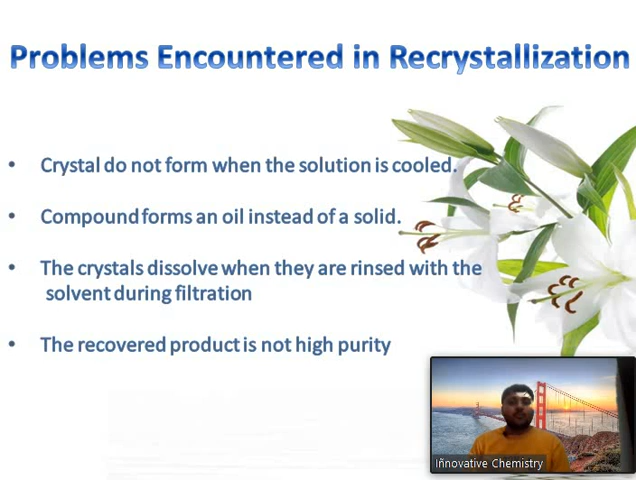 Problems Encountered in Recrystallization
• Crystal do not form when the solution is cooled.
• Compound forms an oil instead of a solid.
• The crystals dissolve when they are rinsed with the
solvent during filtration
• The recovered product is not high purity
Iñnovative Chemistry